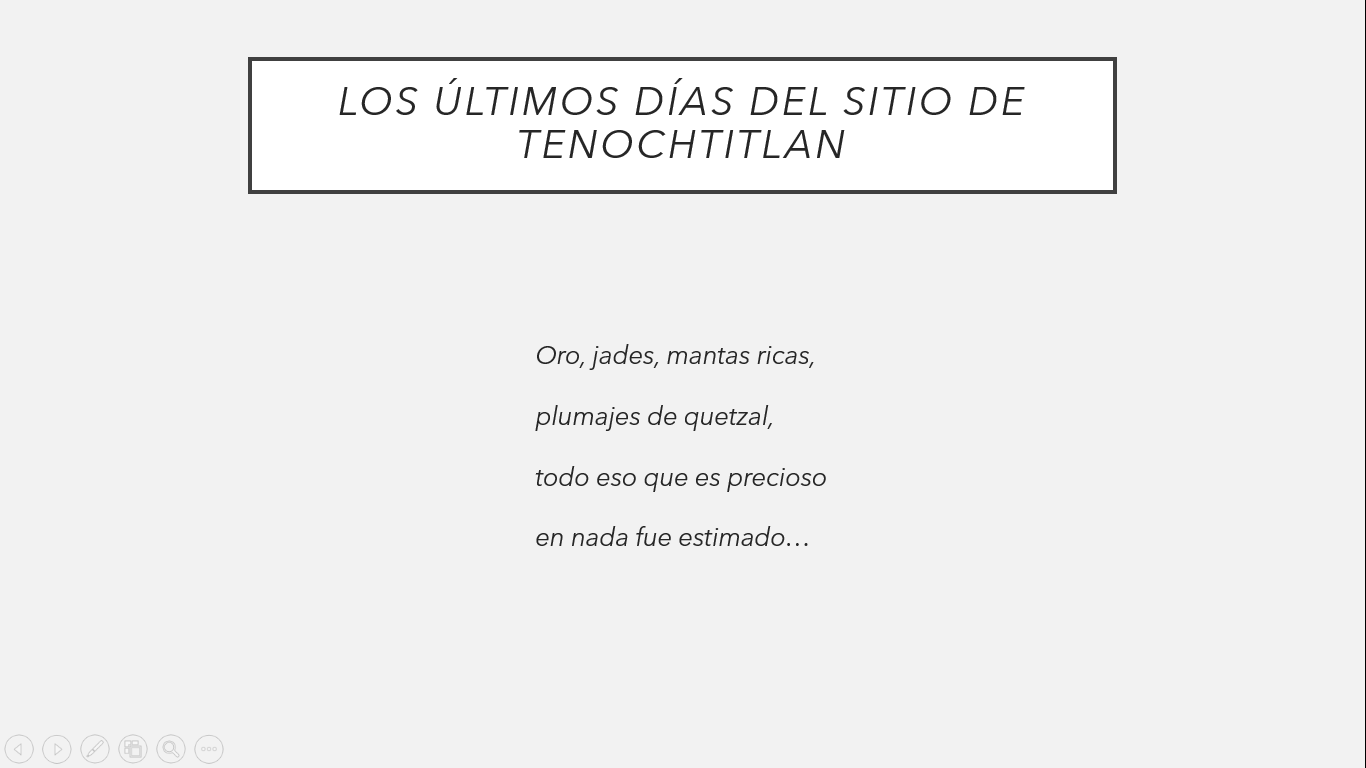 LOS ÚLTIMOS DÍAS DEL SITIO DE
TENOCHTITLAN
Oro, jades, mantas ricas,
plumajes de quetzal,
todo eso que es precioso
en nada fue estimado…